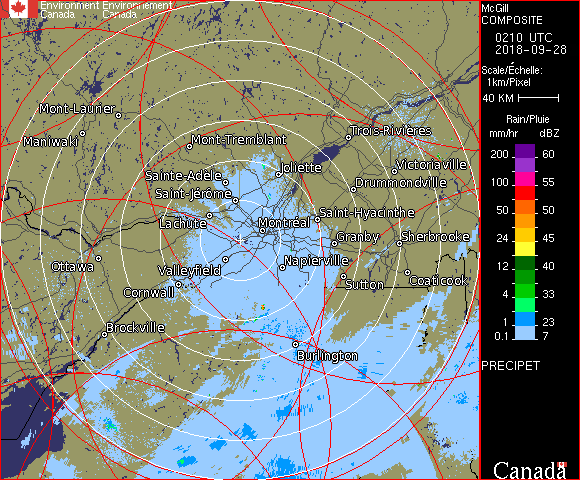 Environment Environnement
Canada Canada
McGill
COMPOSITE
0210 UTC
2018-09-28
Scale/Échelle:
1km/Pixel
40 KM
Rain/Pluie
mm/hr dBZ
200 60
100 55
50 50
24 45
12 40
4 33
1 23
0.1 7
PRECIPET
Canada
Mont-Laurier
Maniwaki
Mont-Tremblant
Trois-Rivières
Victoriaville
Joliette
Sainte-Adèle
Drummondville
Saint-Jérôme
Saint-Hyacinthe
Lachute
Montréal
Granby
Sherbrooke
Ottawa
Valleyfield
Napierville
Sutton
Coaticook
Cornwall
Brockville
Burlington